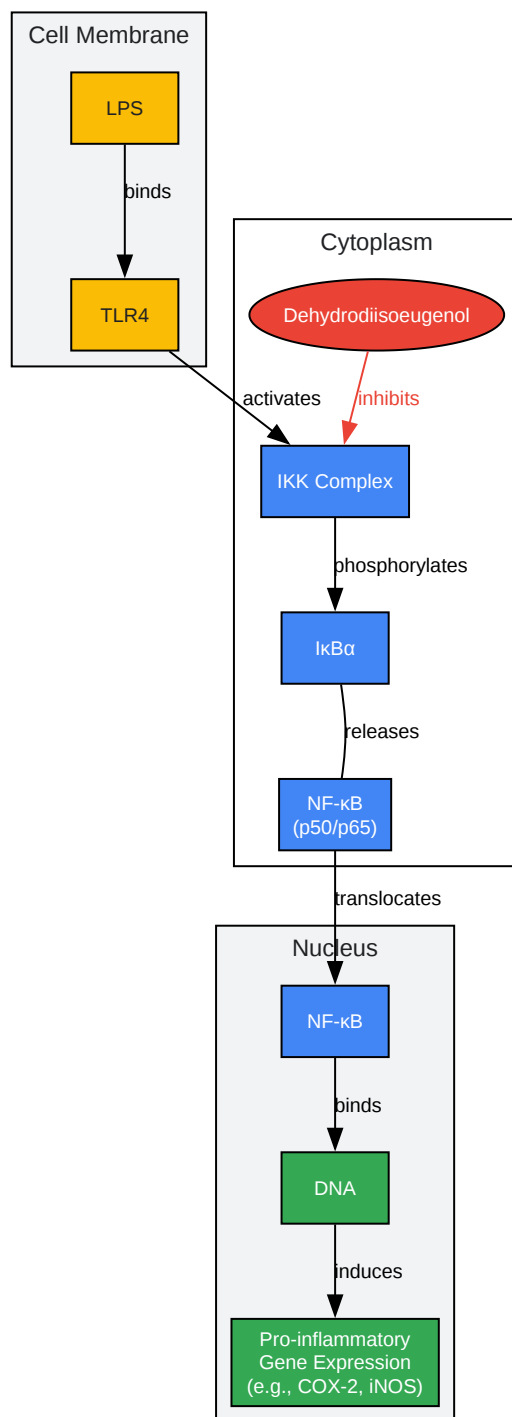 Cell Membrane
LPS
binds
TLR4
Cytoplasm
Dehydrodiisoeugenol
activates
inhibits
IKK Complex
phosphorylates
IκBα
releases
NF-κB
(p50/p65)
translocates
Nucleus
NF-κB
binds
DNA
induces
Pro-inflammatory
Gene Expression
(e.g., COX-2, iNOS)